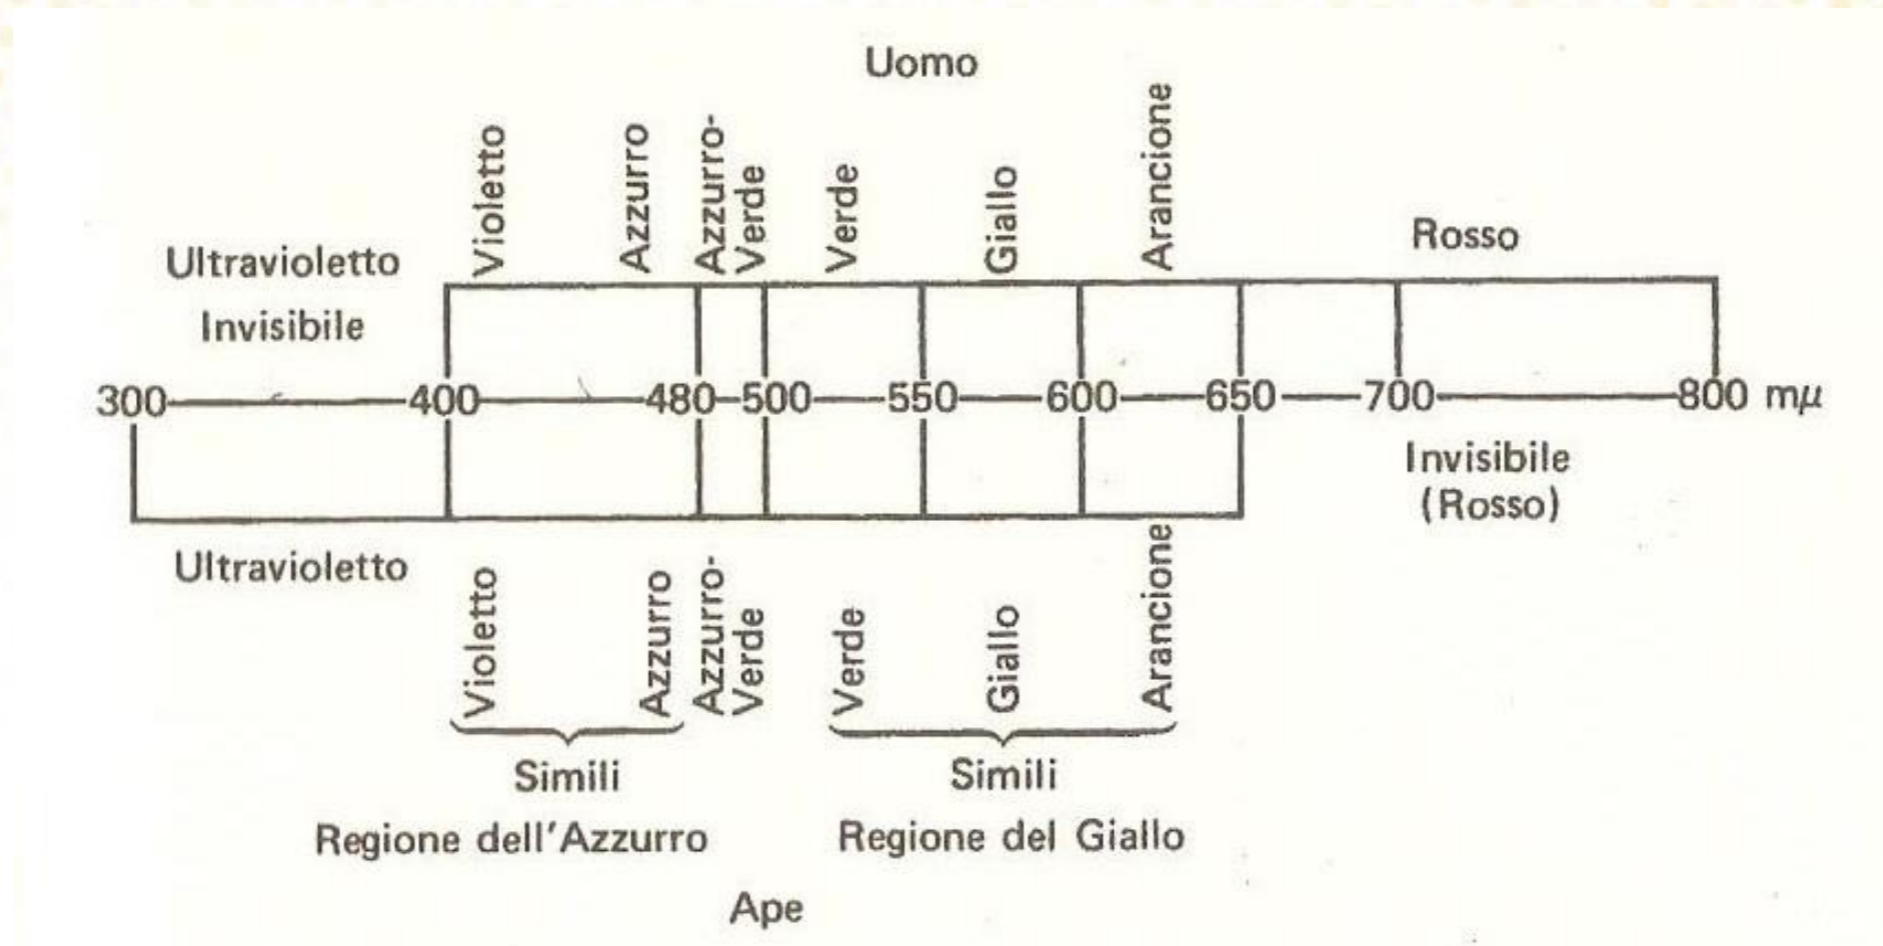 Uomo
Violetto
Azzurro
Azzurro-
Verde
Verde
Giallo
Arancione
Rosso
Ultravioletto
Invisibile
300 400 480 500 550 600 650 700 800 mµ
Invisibile
(Rosso)
Ultravioletto
Violetto
Azzurro
Azzurro-
Verde
Verde
Giallo
Arancione
Simili
Simili
Regione dell'Azzurro
Regione del Giallo
Ape